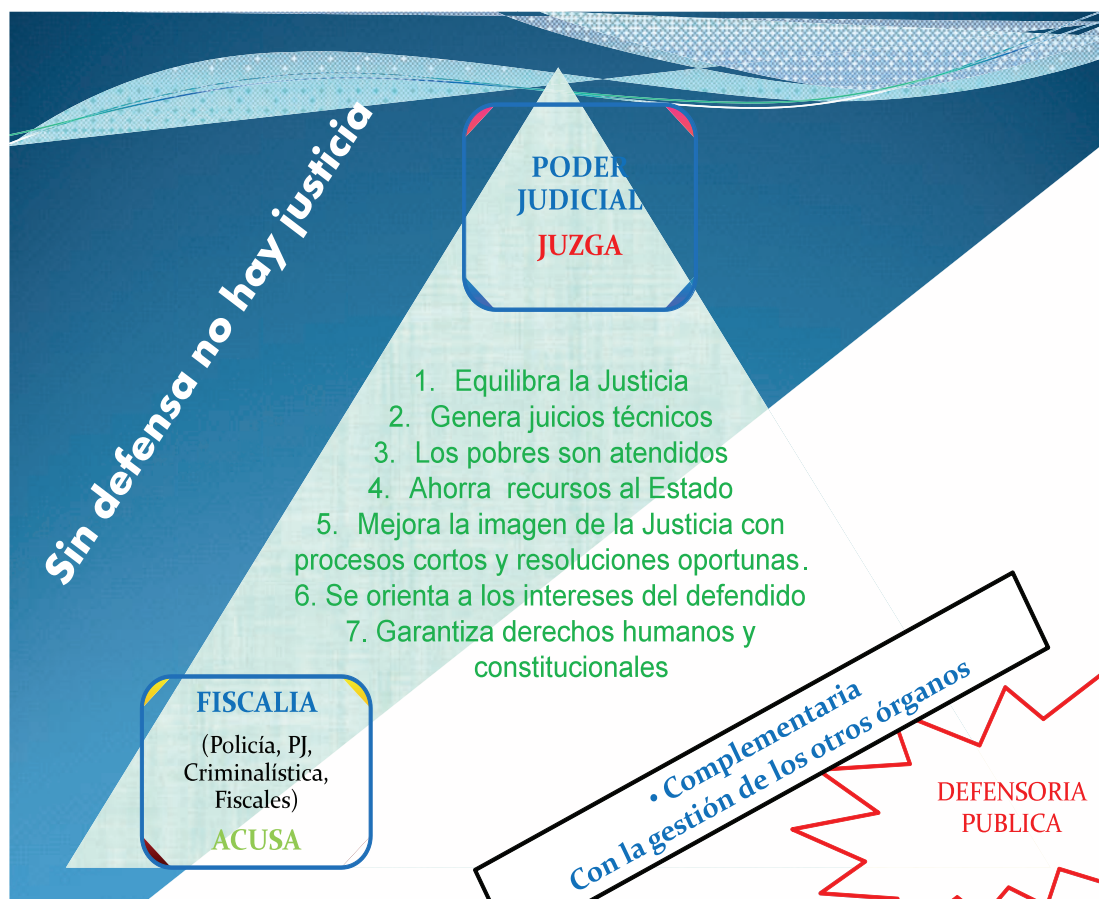 Sin defensa no hay justicia
PODER
JUDICIAL
JUZGA
1. Equilibra la Justicia
2. Genera juicios técnicos
3. Los pobres son atendidos
4. Ahorra recursos al Estado
5. Mejora la imagen de la Justicia con
procesos cortos y resoluciones oportunas.
6. Se orienta a los intereses del defendido
7. Garantiza derechos humanos y
constitucionales
FISCALIA
(Policía, PJ,
Criminalística,
Fiscales)
ACUSA
• Complementaria
Con la gestión de los otros órganos
DEFENSORIA
PUBLICA